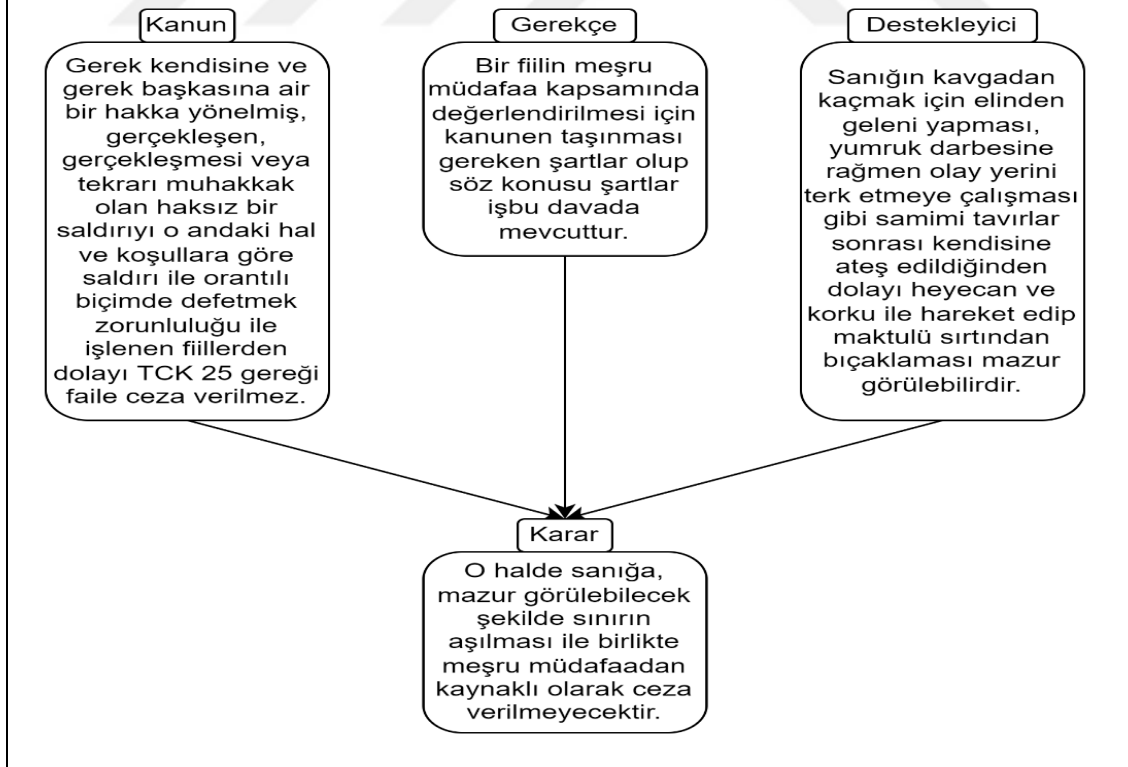 Kanun
Gerek kendisine ve
gerek başkasına air
bir hakka yönelmiş,
gerçekleşen,
gerçekleşmesi veya
tekrarı muhakkak
olan haksız bir
saldırıyı o andaki hal
ve koşullara göre
saldırı ile orantılı
biçimde defetmek
zorunluluğu ile
işlenen fiillerden
dolayı TCK 25 gereği
faile ceza verilmez.
Gerekçe
Bir fiilin meşru
müdafaa kapsamında
değerlendirilmesi için
kanunen taşınması
gereken şartlar olup
söz konusu şartlar
işbu davada
mevcuttur.
Destekleyici
Sanığın kavgadan
kaçmak için elinden
geleni yapması,
yumruk darbesine
rağmen olay yerini
terk etmeye çalışması
gibi samimi tavırlar
sonrası kendisine
ateş edildiğinden
dolayı heyecan ve
korku ile hareket edip
maktulü sırtından
bıçaklaması mazur
görülebilirdir.
Karar
O halde sanığa,
mazur görülebilecek
şekilde sınırın
aşılması ile birlikte
meşru müdafaadan
kaynaklı olarak ceza
verilmeyecektir.